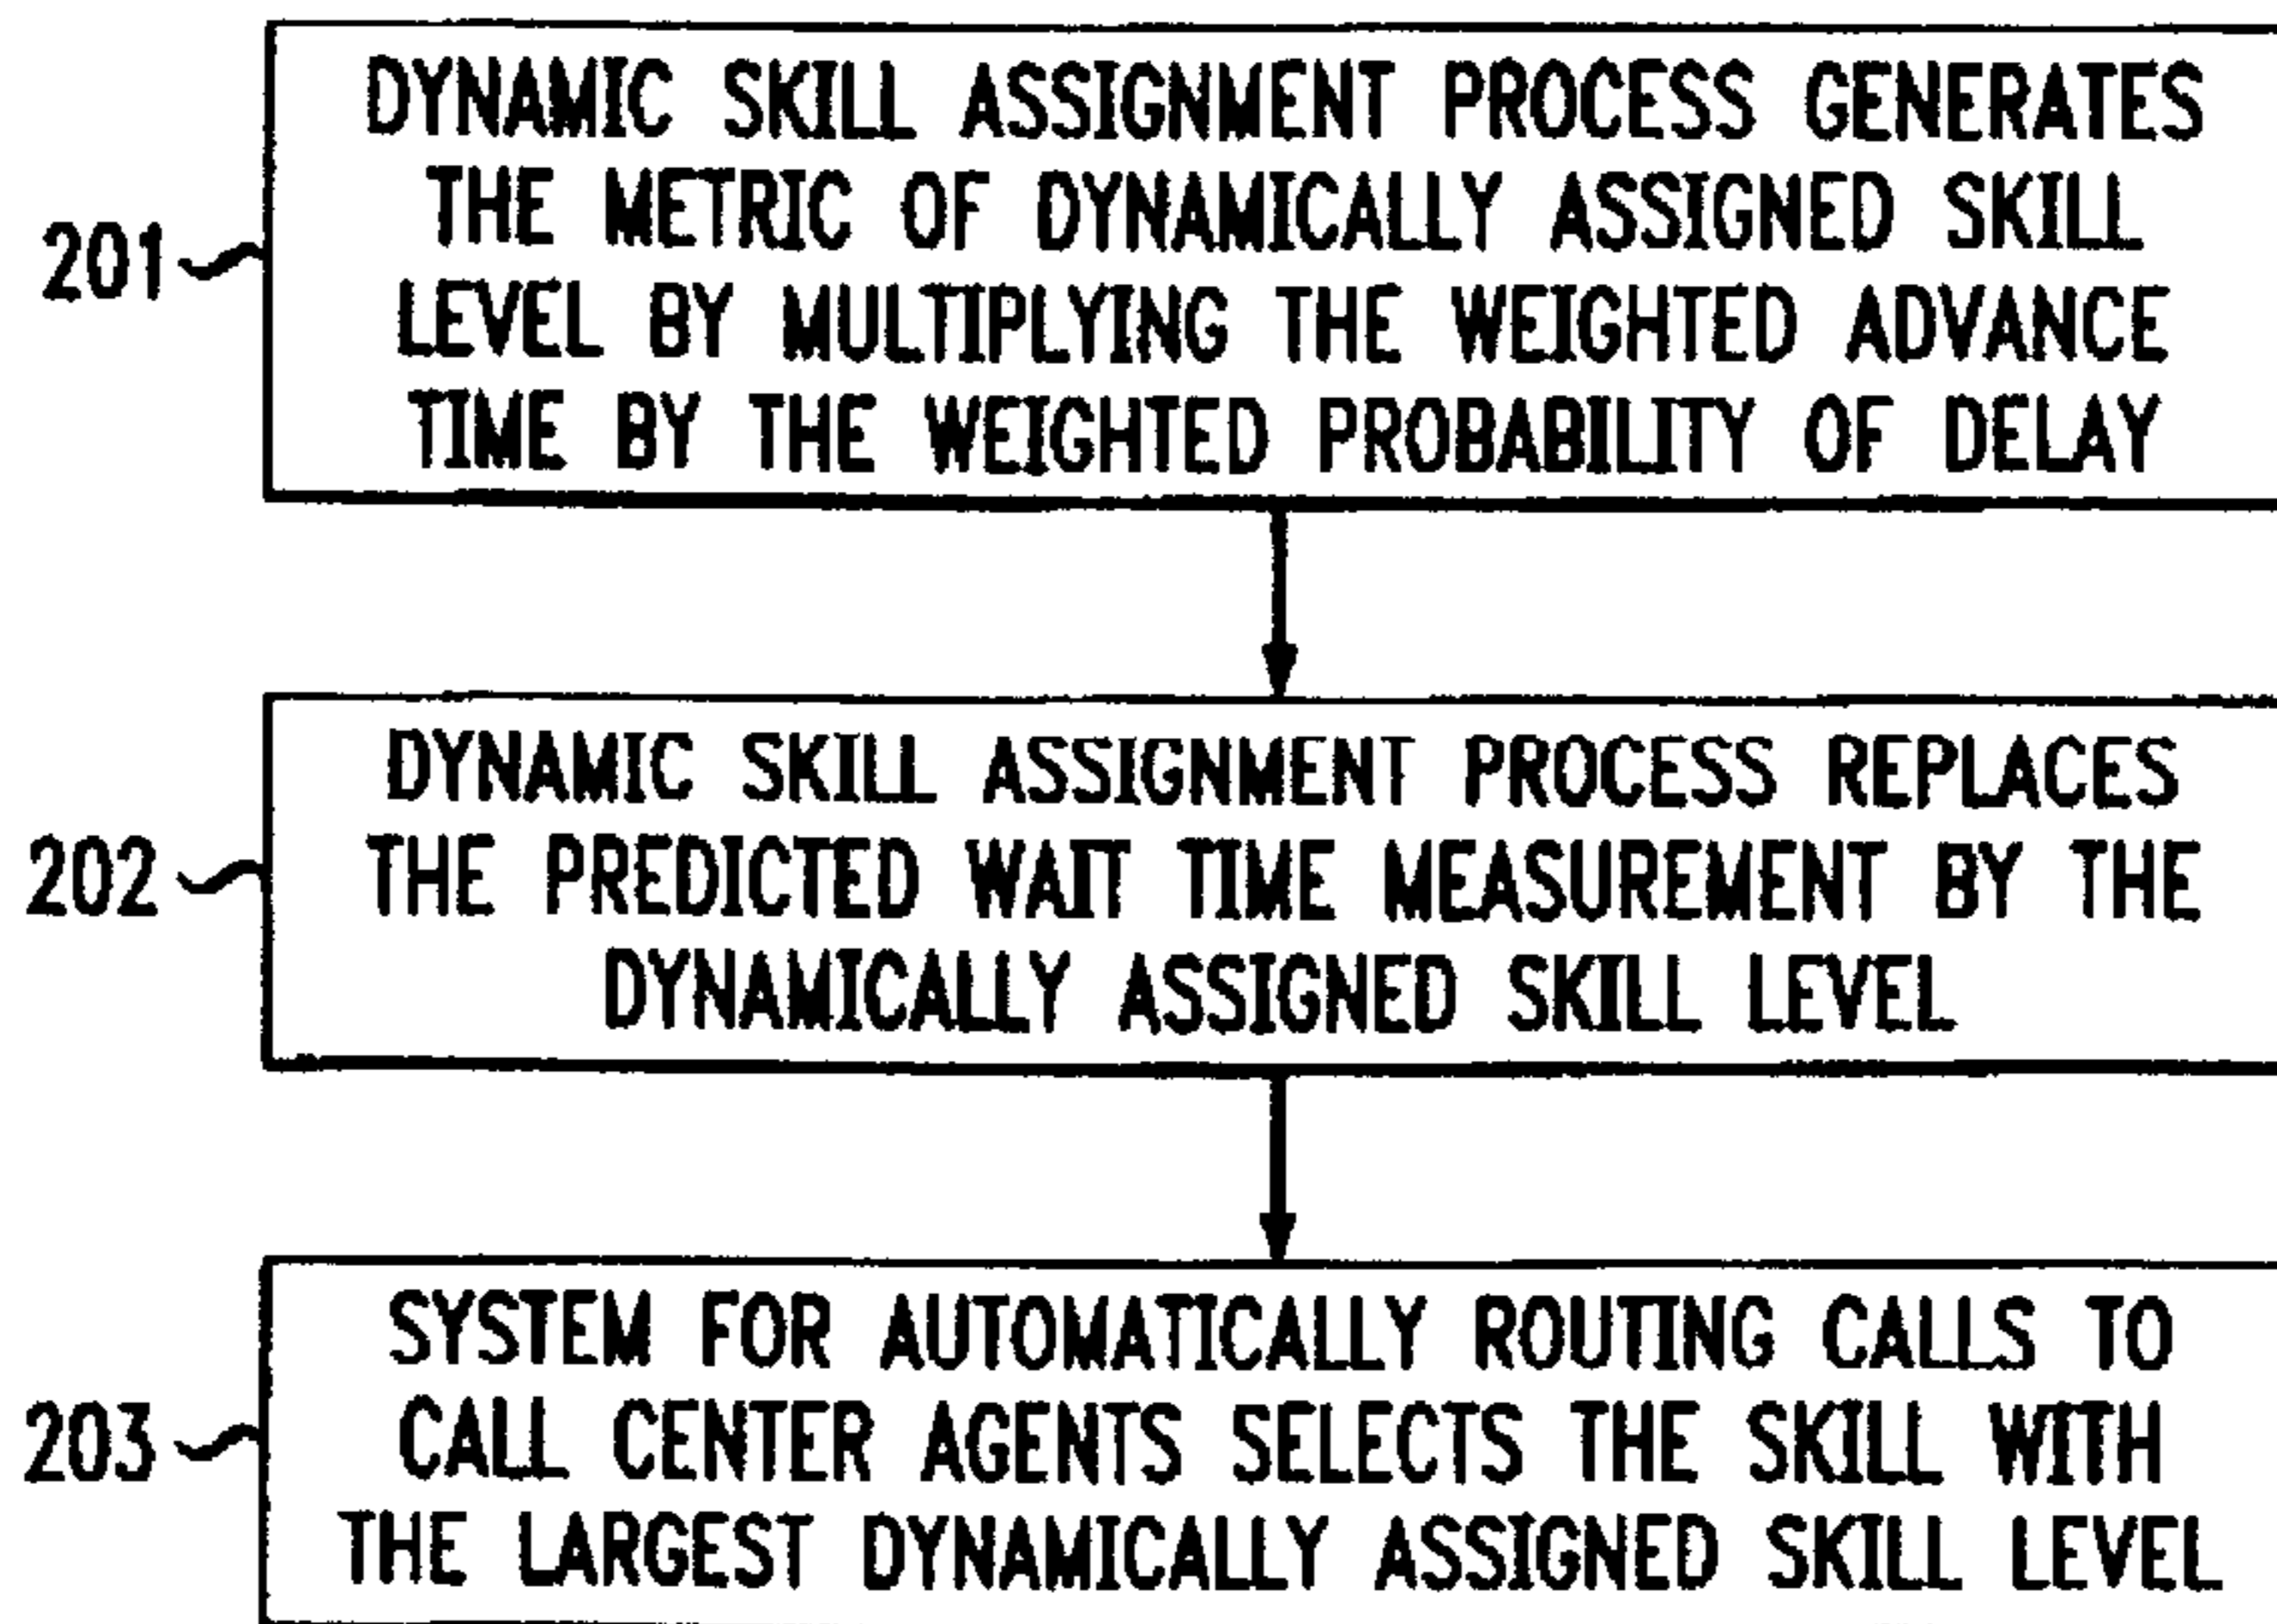 DYNAMIC SKILL ASSIGNMENT PROCESS GENERATES
THE METRIC OF DYNAMICALLY ASSIGNED SKILL
LEVEL BY MULTIPLYING THE WEIGHTED ADVANCE
TIME BY THE WEIGHTED PROBABILITY OF DELAY
201
DYNAMIC SKILL ASSIGNMENT PROCESS REPLACES
THE PREDICTED WAIT TIME MEASUREMENT BY THE
DYNAMICALLY ASSIGNED SKILL LEVEL
202
SYSTEM FOR AUTOMATICALLY ROUTING CALLS TO
CALL CENTER AGENTS SELECTS THE SKILL WITH
THE LARGEST DYNAMICALLY ASSIGNED SKILL LEVEL
203